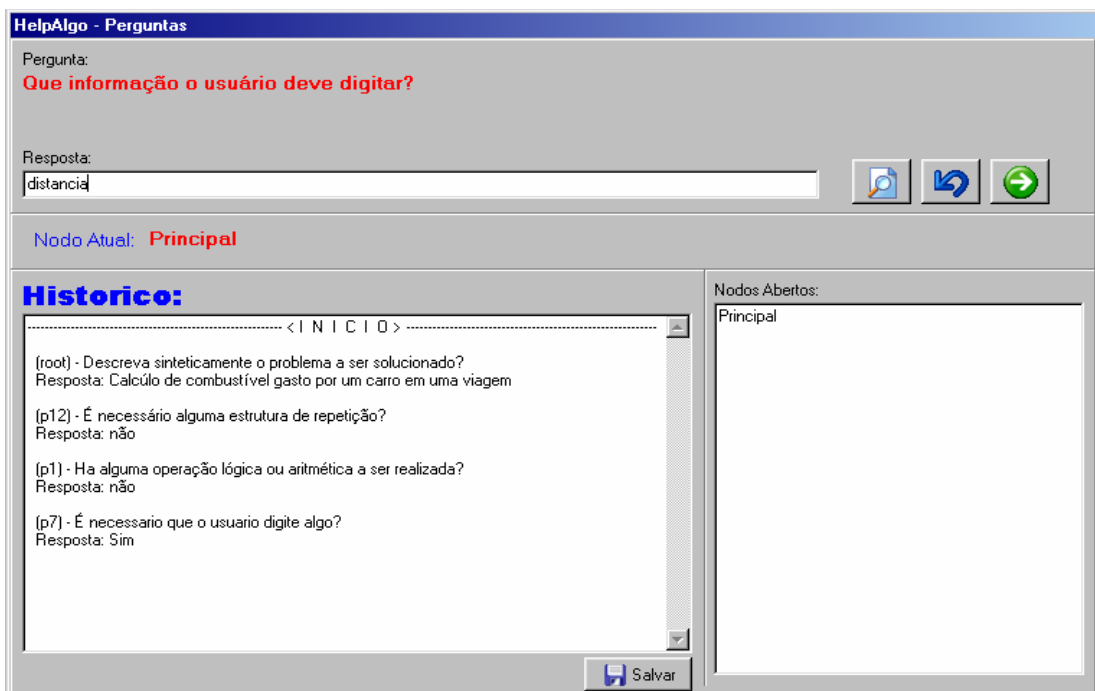 HelpAlgo - Perguntas
Pergunta:
Que informação o usuário deve digitar?
Resposta:
distancia
Nodo Atual: Principal
Historico:
------------------------------ < I N I C I O > ------------------------------
(root) - Descreva sinteticamente o problema a ser solucionado?
Resposta: Calcúlo de combustível gasto por um carro em uma viagem
(p12) - É necessário alguma estrutura de repetição?
Resposta: não
(p1) - Ha alguma operação lógica ou aritmética a ser realizada?
Resposta: não
(p7) - É necessario que o usuario digite algo?
Resposta: Sim
Salvar
Nodos Abertos:
Principal